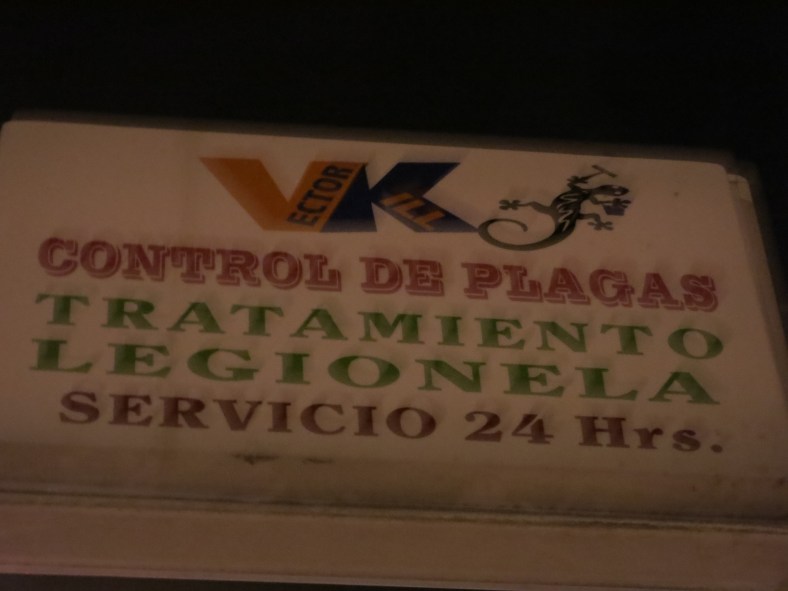 VECTOR KILL
CONTROL DE PLAGAS
TRATAMIENTO
LEGIONELA
SERVICIO 24 Hrs.